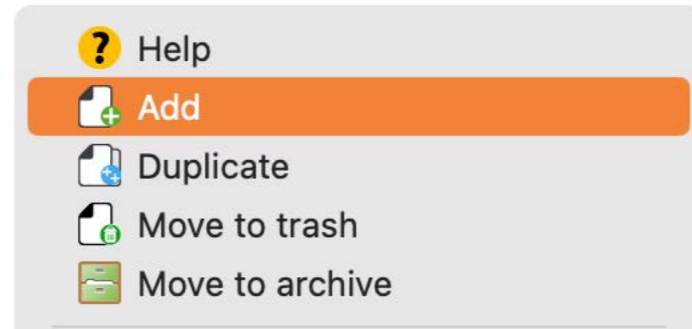 Help
Add
Duplicate
Move to trash
Move to archive